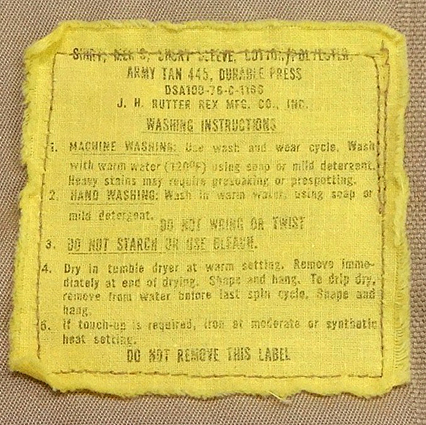 SHIRT, MEN'S, SHORT SLEEVE, COTTON/POLYESTER,
ARMY TAN 445, DURABLE PRESS
DSA100-76-C-1166
J. H. RUTTER REX MFG. CO., INC.
WASHING INSTRUCTIONS
1. MACHINE WASHING: Use wash and wear cycle. Wash
with warm water (120°F) using soap or mild detergent.
Heavy stains may require presoaking or prespotting.
2. HAND WASHING: Wash in warm water, using soap or
mild detergent.
DO NOT WRING OR TWIST
3. DO NOT STARCH OR USE BLEACH.
4. Dry in tumble dryer at warm setting. Remove imme-
diately at end of drying. Shape and hang. To drip dry,
remove from water before last spin cycle. Shape and
hang.
5. If touch-up is required, iron at moderate or synthetic
heat setting.
DO NOT REMOVE THIS LABEL